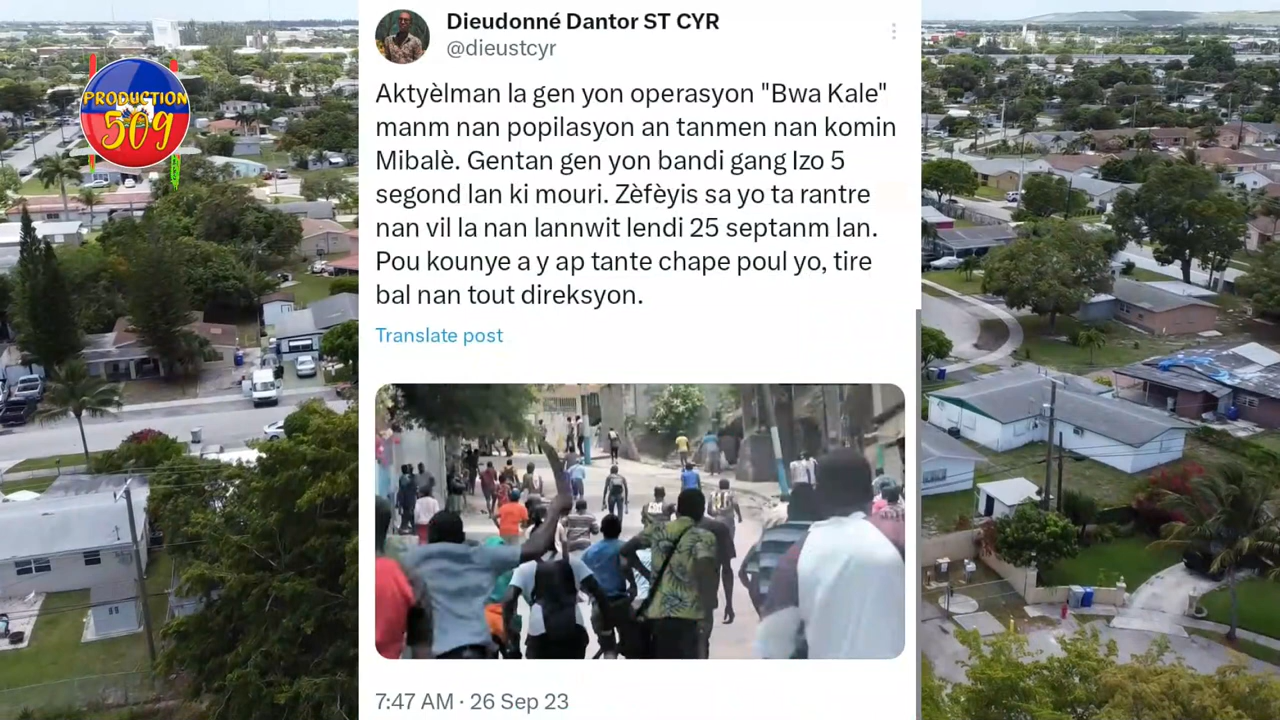 PRODUCTION
509
Dieudonné Dantor ST CYR
@dieustcyr
Aktyèlman la gen yon operasyon "Bwa Kale"
manm nan popilasyon an tanmen nan komin
Mibalè. Gentan gen yon bandi gang Izo 5
segond lan ki mouri. Zèfèyis sa yo ta rantre
nan vil la nan lannwit lendi 25 septanm lan.
Pou kounye a y ap tante chape poul yo, tire
bal nan tout direksyon.
Translate post
7:47 AM · 26 Sep 23